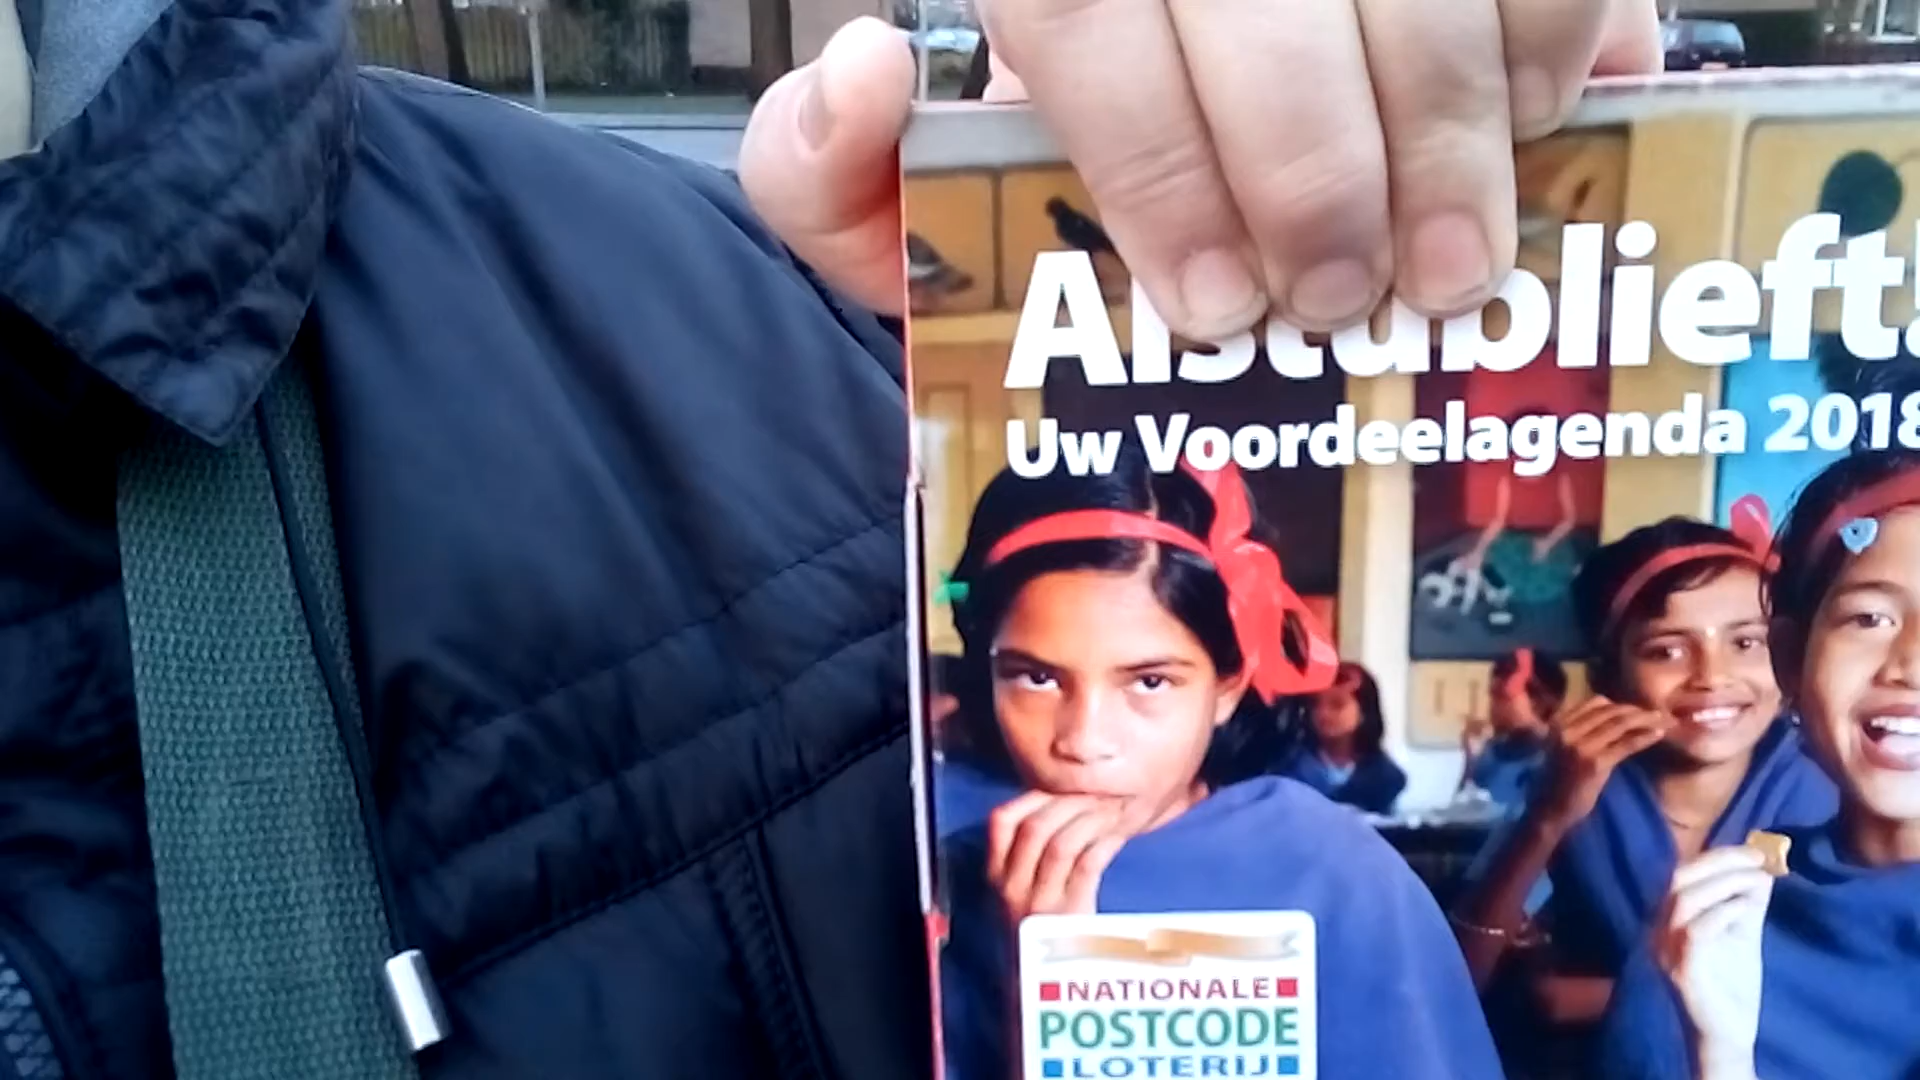 Alstublieft!
Uw Voordeelagenda 2018
NATIONALE
POSTCODE
LOTERIJ